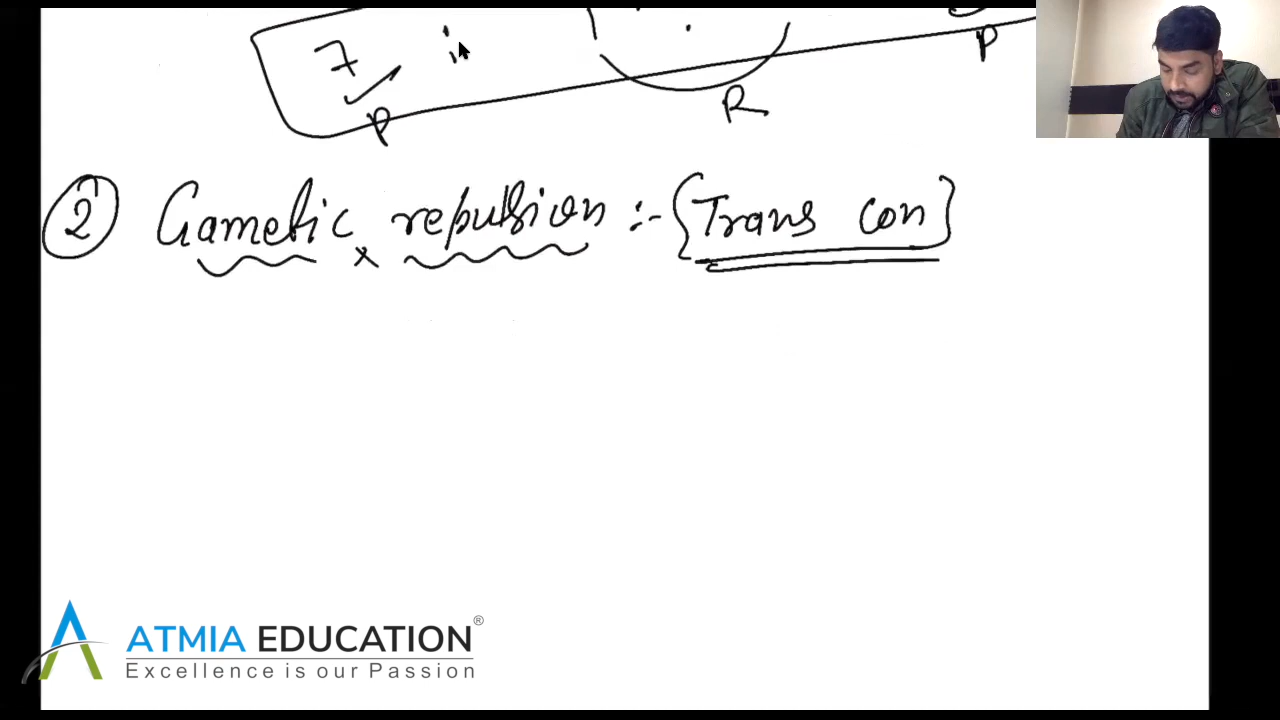 7 P R P
② Gametic repulsion :- {Trans con}
ATMIA EDUCATION®
Excellence is our Passion